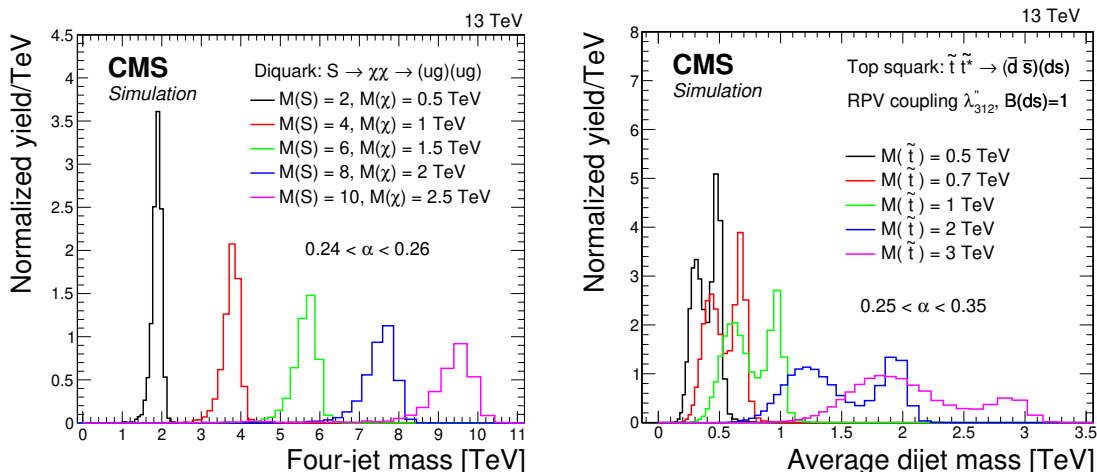 13 TeV
Normalized yield/TeV
4.5
4
3.5
3
2.5
2
1.5
1
0.5
0
CMS
Simulation
Diquark: S → χχ → (ug)(ug)
M(S) = 2, M(χ) = 0.5 TeV
M(S) = 4, M(χ) = 1 TeV
M(S) = 6, M(χ) = 1.5 TeV
M(S) = 8, M(χ) = 2 TeV
M(S) = 10, M(χ) = 2.5 TeV
0.24 < α < 0.26
0 1 2 3 4 5 6 7 8 9 10 11
Four-jet mass [TeV]
13 TeV
Normalized yield/TeV
8
7
6
5
4
3
2
1
0
CMS
Simulation
Top squark: t̃ t̃* → (d̅ s̅)(ds)
RPV coupling λ''₃₁₂, B(ds)=1
M( t̃ ) = 0.5 TeV
M( t̃ ) = 0.7 TeV
M( t̃ ) = 1 TeV
M( t̃ ) = 2 TeV
M( t̃ ) = 3 TeV
0.25 < α < 0.35
0 0.5 1 1.5 2 2.5 3 3.5
Average dijet mass [TeV]